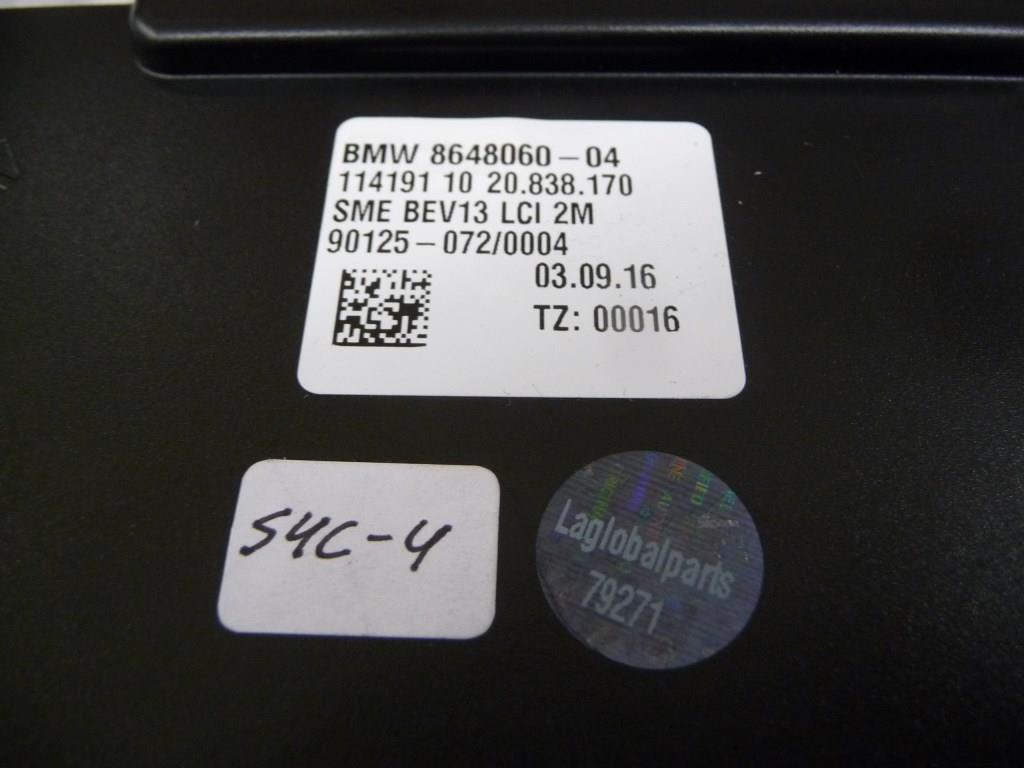 BMW 8648060-04
114191 10 20.838.170
SME BEV13 LCI 2M
90125-072/0004
03.09.16
TZ: 00016
S4C-4
Laglobalparts
79271